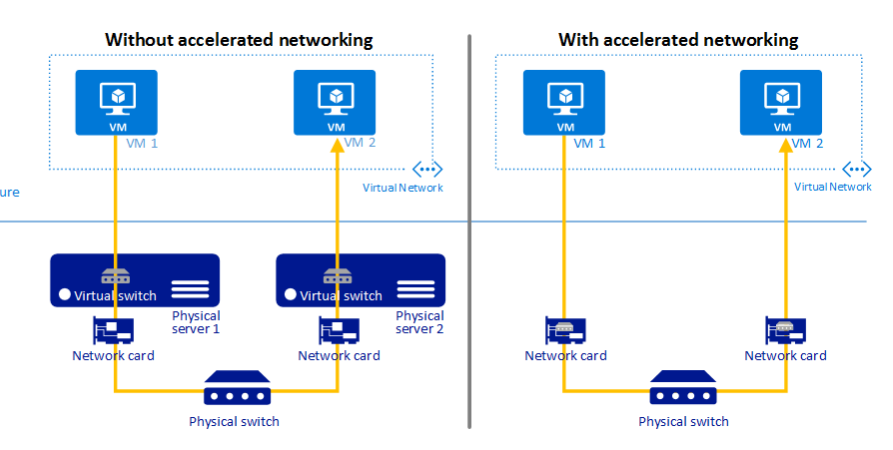 Without accelerated networking
With accelerated networking
VM
VM 1
VM
VM 2
Virtual Network
VM
VM 1
VM
VM 2
Virtual Network
ure
Virtual switch
Physical
server 1
Virtual switch
Physical
server 2
Network card
Network card
Network card
Network card
Physical switch
Physical switch